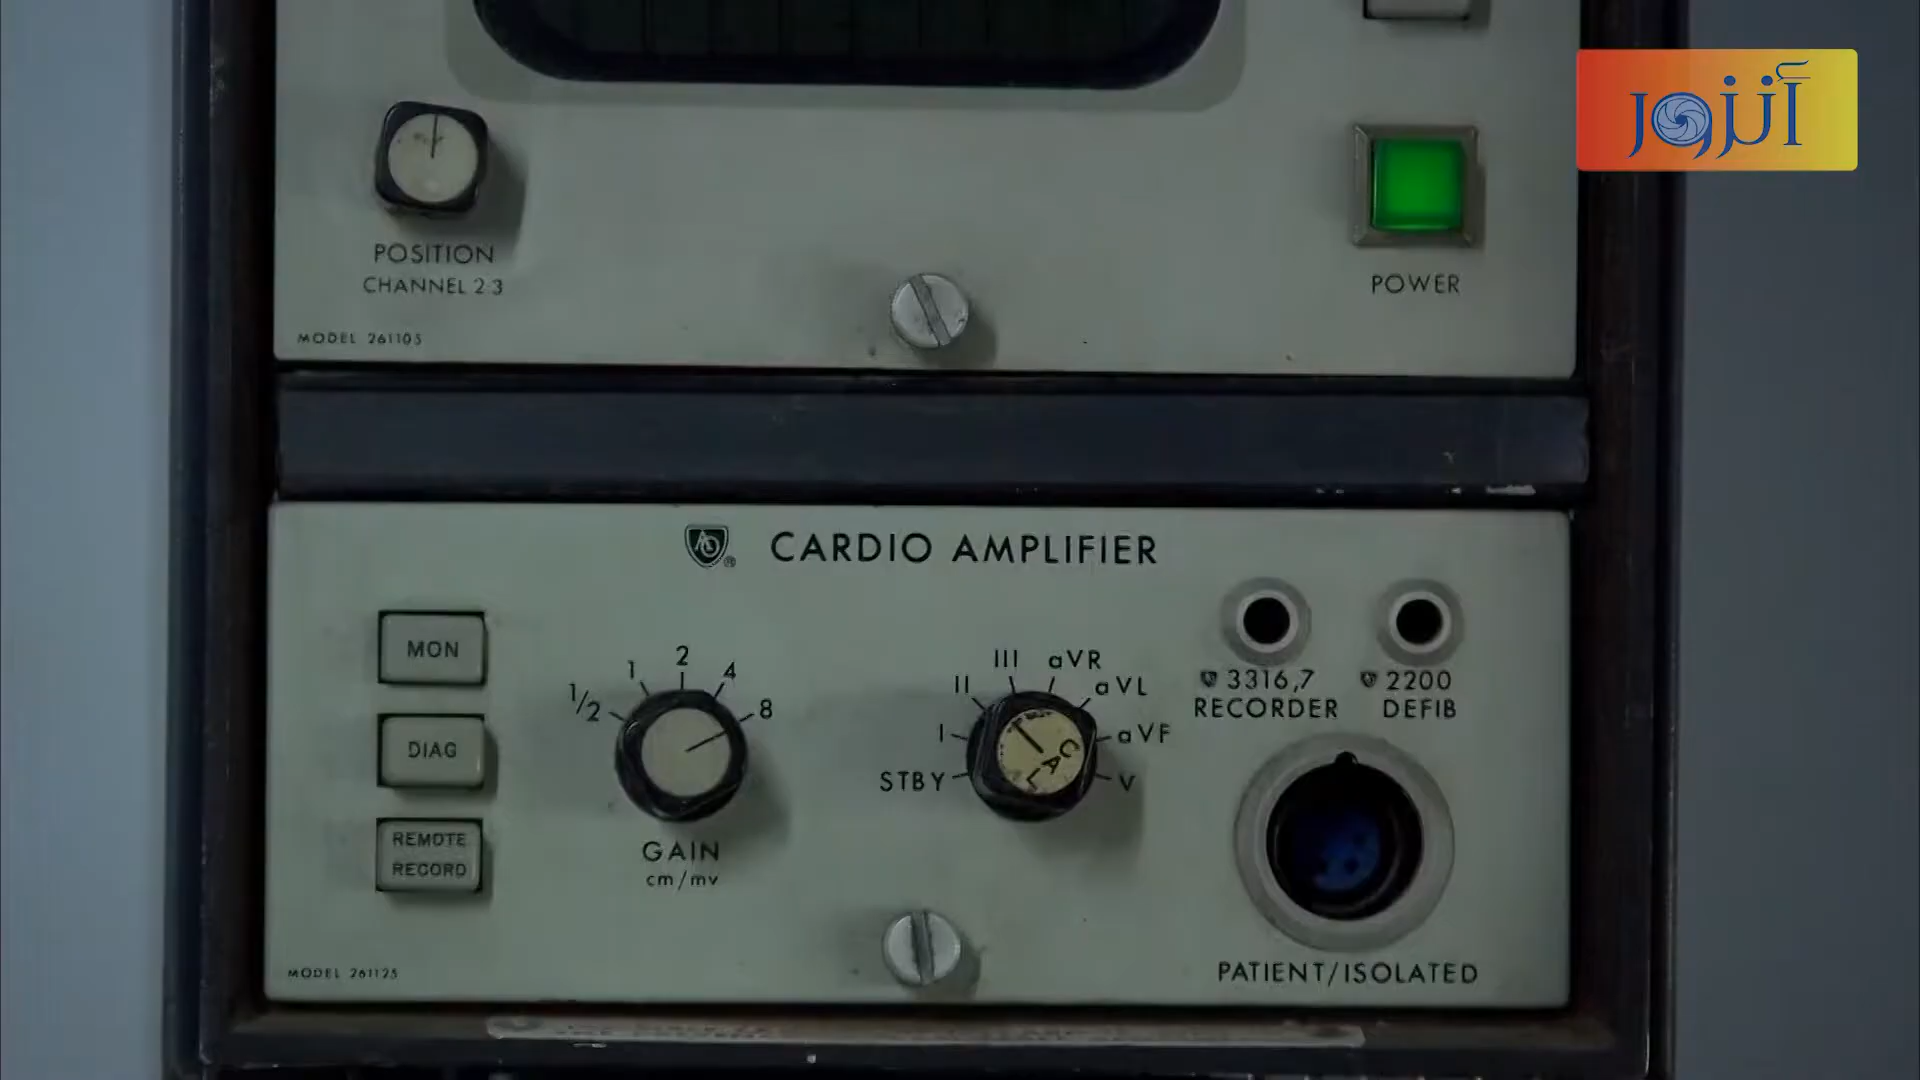 آنژور
POSITION
CHANNEL 2 3
POWER
MODEL 261105
AO® CARDIO AMPLIFIER
MON
DIAG
REMOTE
RECORD
1/2 1 2 4 8
GAIN
cm/mv
STBY I II III aVR aVL aVF V
CAL
3316,7
RECORDER
2200
DEFIB
PATIENT/ISOLATED
MODEL 261125